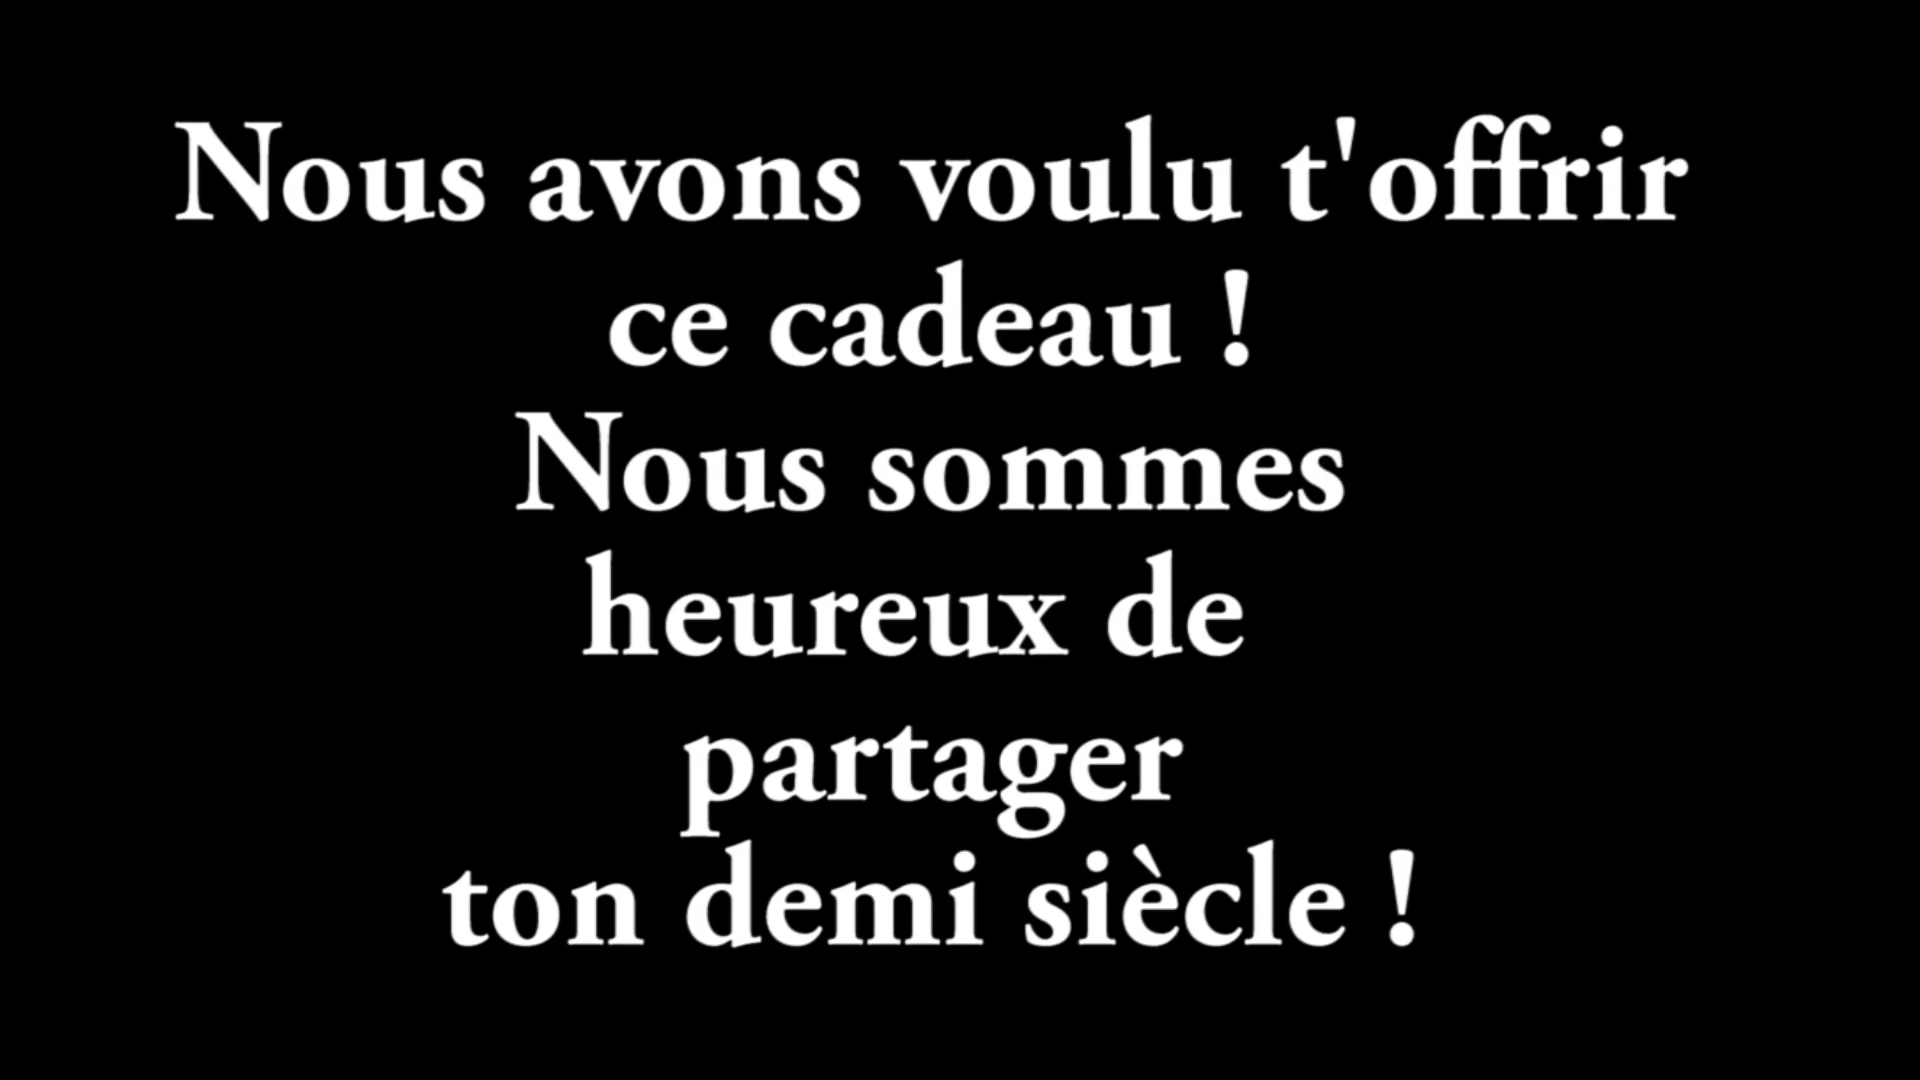 Nous avons voulu t'offrir
ce cadeau !
Nous sommes
heureux de
partager
ton demi siècle !